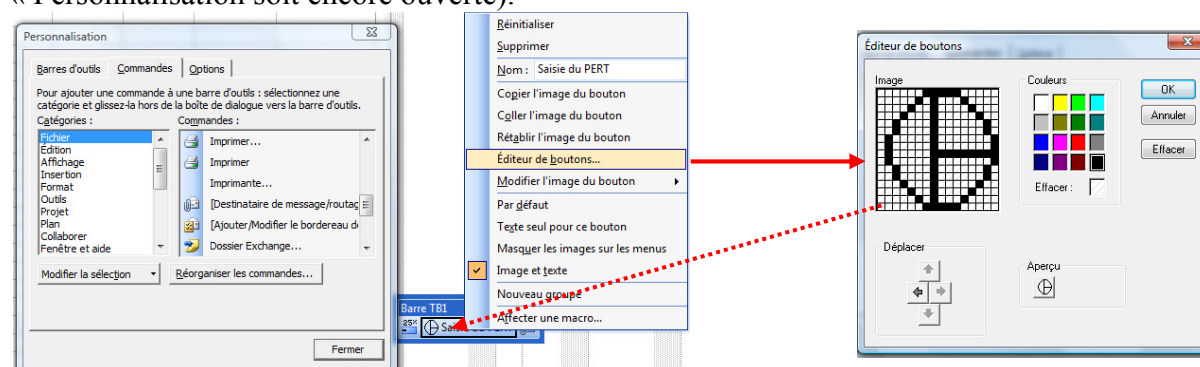 « Personnalisation soit encore ouverte).
Personnalisation
Barres d'outils
Commandes
Options
Pour ajouter une commande à une barre d'outils : sélectionnez une
catégorie et glissez-la hors de la boîte de dialogue vers la barre d'outils.
Catégories :
Fichier
Édition
Affichage
Insertion
Format
Outils
Projet
Plan
Collaborer
Fenêtre et aide
Commandes :
Imprimer...
Imprimer
Imprimante...
[Destinataire de message/routag
[Ajouter/Modifier le bordereau d
Dossier Exchange...
Modifier la sélection
Réorganiser les commandes...
Fermer
Réinitialiser
Supprimer
Nom : Saisie du PERT
Copier l'image du bouton
Coller l'image du bouton
Rétablir l'image du bouton
Éditeur de boutons...
Modifier l'image du bouton
Par défaut
Texte seul pour ce bouton
Masquer les images sur les menus
Image et texte
Nouveau groupe
Affecter une macro...
Barre TB1
25%
Éditeur de boutons
Image
Couleurs
OK
Annuler
Effacer
Effacer :
Déplacer
Aperçu